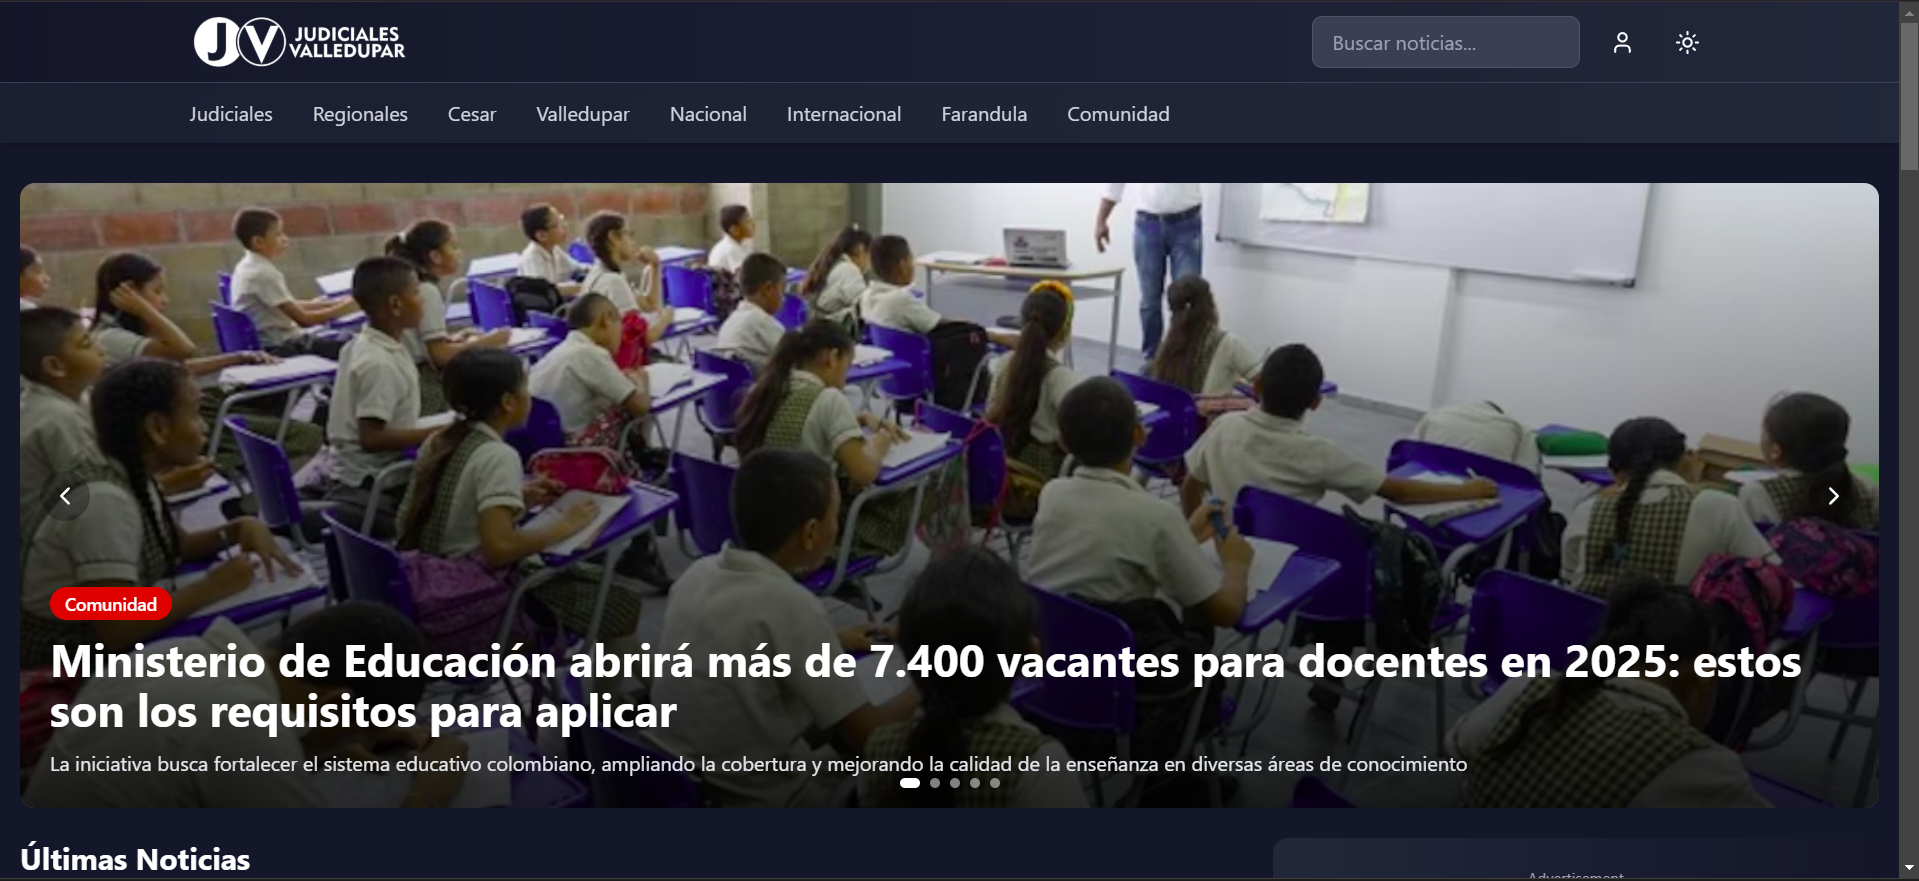 JV JUDICIALES
VALLEDUPAR
Buscar noticias...
Judiciales Regionales Cesar Valledupar Nacional Internacional Farandula Comunidad
Comunidad
Ministerio de Educación abrirá más de 7.400 vacantes para docentes en 2025: estos
son los requisitos para aplicar
La iniciativa busca fortalecer el sistema educativo colombiano, ampliando la cobertura y mejorando la calidad de la enseñanza en diversas áreas de conocimiento
Últimas Noticias
Advertisement